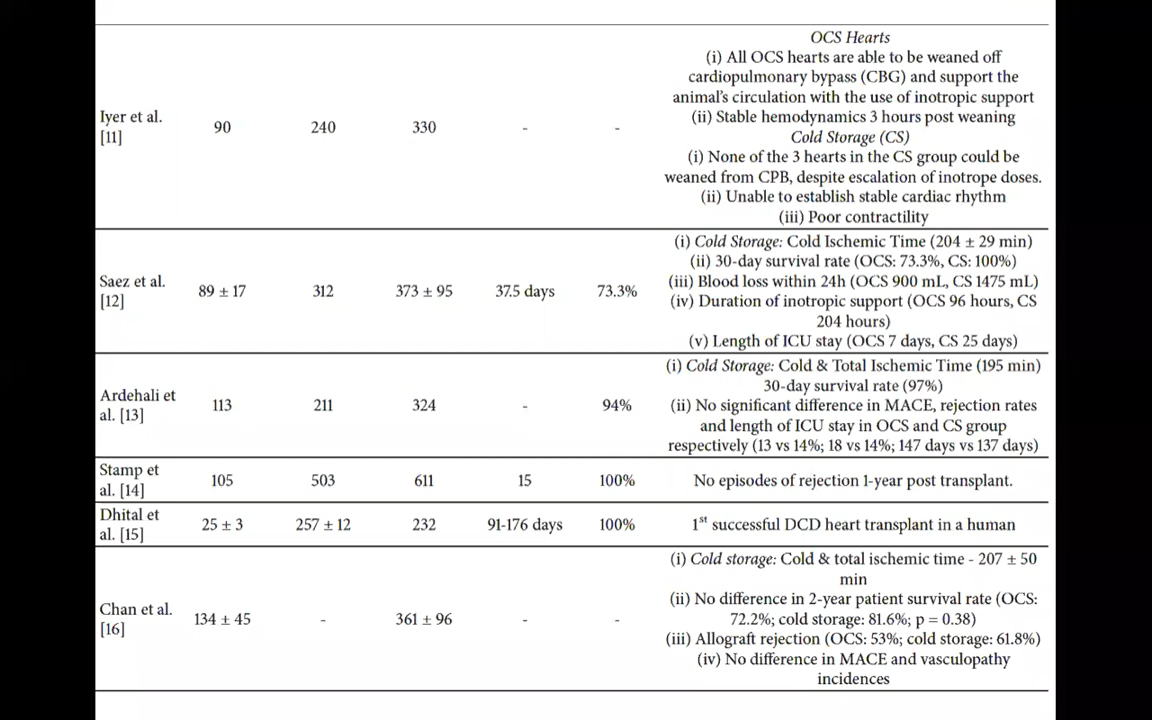 OCS Hearts
(i) All OCS hearts are able to be weaned off
cardiopulmonary bypass (CBG) and support the
animal's circulation with the use of inotropic support
(ii) Stable hemodynamics 3 hours post weaning
Iyer et al. [11] 90 240 330 - -
Cold Storage (CS)
(i) None of the 3 hearts in the CS group could be
weaned from CPB, despite escalation of inotrope doses.
(ii) Unable to establish stable cardiac rhythm
(iii) Poor contractility
Saez et al. [12] 89 ± 17 312 373 ± 95 37.5 days 73.3%
(i) Cold Storage: Cold Ischemic Time (204 ± 29 min)
(ii) 30-day survival rate (OCS: 73.3%, CS: 100%)
(iii) Blood loss within 24h (OCS 900 mL, CS 1475 mL)
(iv) Duration of inotropic support (OCS 96 hours, CS
204 hours)
(v) Length of ICU stay (OCS 7 days, CS 25 days)
Ardehali et al. [13] 113 211 324 - 94%
(i) Cold Storage: Cold & Total Ischemic Time (195 min)
30-day survival rate (97%)
(ii) No significant difference in MACE, rejection rates
and length of ICU stay in OCS and CS group
respectively (13 vs 14%; 18 vs 14%; 147 days vs 137 days)
Stamp et al. [14] 105 503 611 15 100% No episodes of rejection 1-year post transplant.
Dhital et al. [15] 25 ± 3 257 ± 12 232 91-176 days 100% 1st successful DCD heart transplant in a human
Chan et al. [16] 134 ± 45 - 361 ± 96 - -
(i) Cold storage: Cold & total ischemic time - 207 ± 50
min
(ii) No difference in 2-year patient survival rate (OCS:
72.2%; cold storage: 81.6%; p = 0.38)
(iii) Allograft rejection (OCS: 53%; cold storage: 61.8%)
(iv) No difference in MACE and vasculopathy
incidences